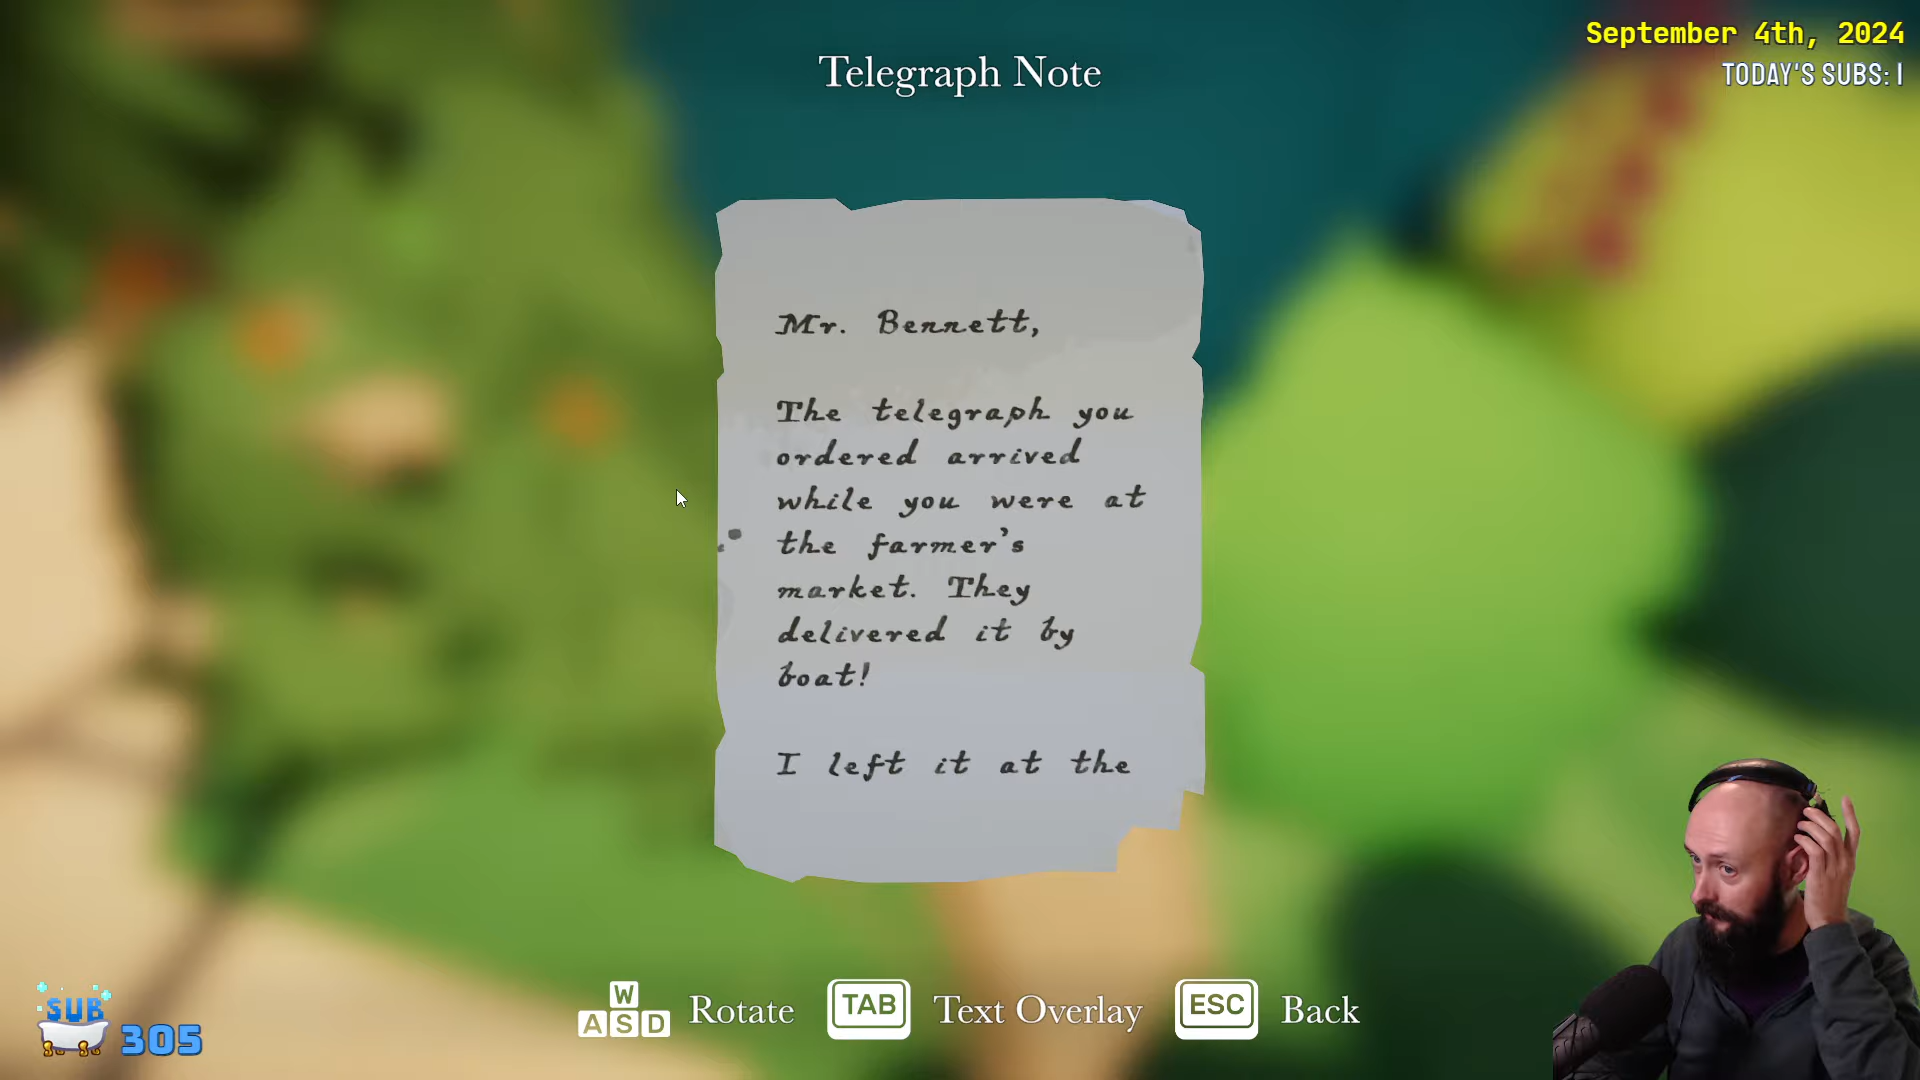 September 4th, 2024
TODAY'S SUBS: 1
Telegraph Note
Mr. Bennett,
The telegraph you
ordered arrived
while you were at
the farmer's
market. They
delivered it by
boat!
I left it at the
SUB
305
W
A S D
Rotate
TAB
Text Overlay
ESC
Back